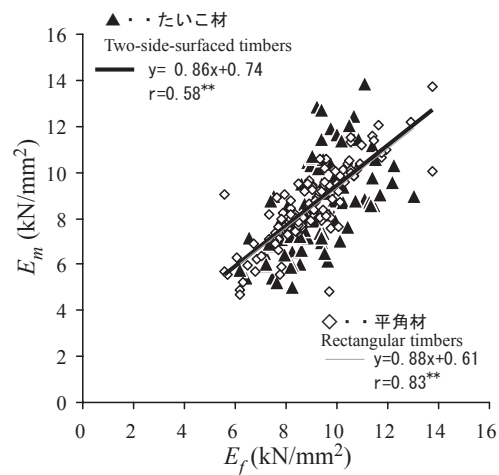 ▲・・たいこ材
Two-side-surfaced timbers
y= 0.86x+0.74
r=0.58**
16
14
12
10
8
6
4
2
0
E_m (kN/mm²)
◇・・平角材
Rectangular timbers
y=0.88x+0.61
r=0.83**
0 2 4 6 8 10 12 14 16
E_f (kN/mm²)